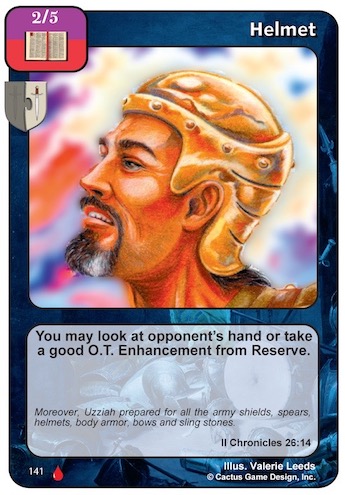 2/5
Helmet
You may look at opponent's hand or take
a good O.T. Enhancement from Reserve.
Moreover, Uzziah prepared for all the army shields, spears,
helmets, body armor, bows and sling stones.
II Chronicles 26:14
141
Illus. Valerie Leeds
© Cactus Game Design, Inc.